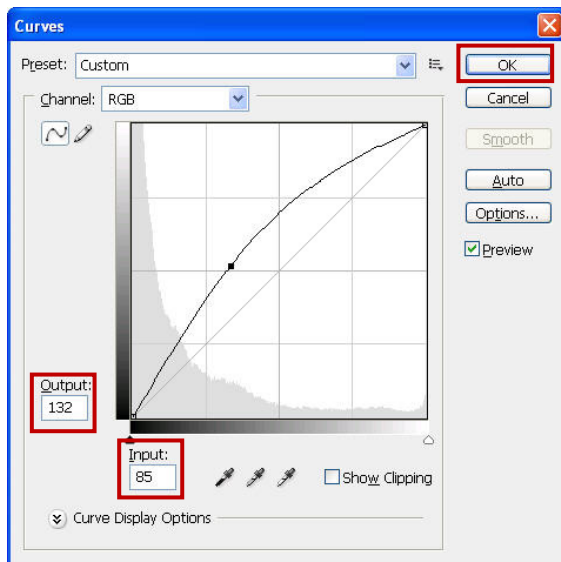 Curves
Preset: Custom
OK
Channel: RGB
Cancel
Smooth
Auto
Options...
Preview
Output:
132
Input:
85
Show Clipping
Curve Display Options